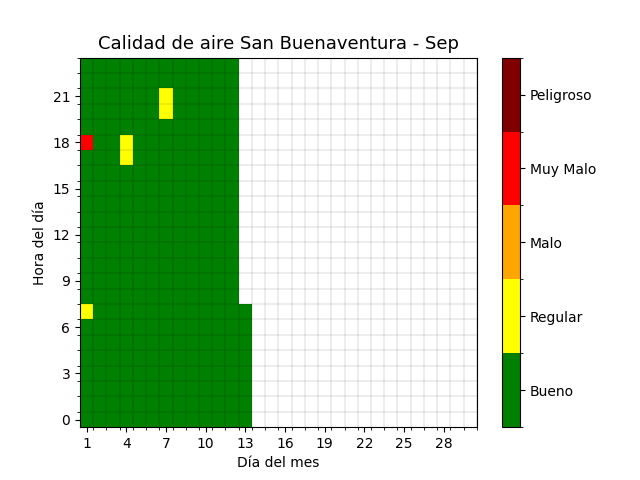 Calidad de aire San Buenaventura - Sep
Hora del día
21
18
15
12
9
6
3
0
1 4 7 10 13 16 19 22 25 28
Día del mes
Peligroso
Muy Malo
Malo
Regular
Bueno